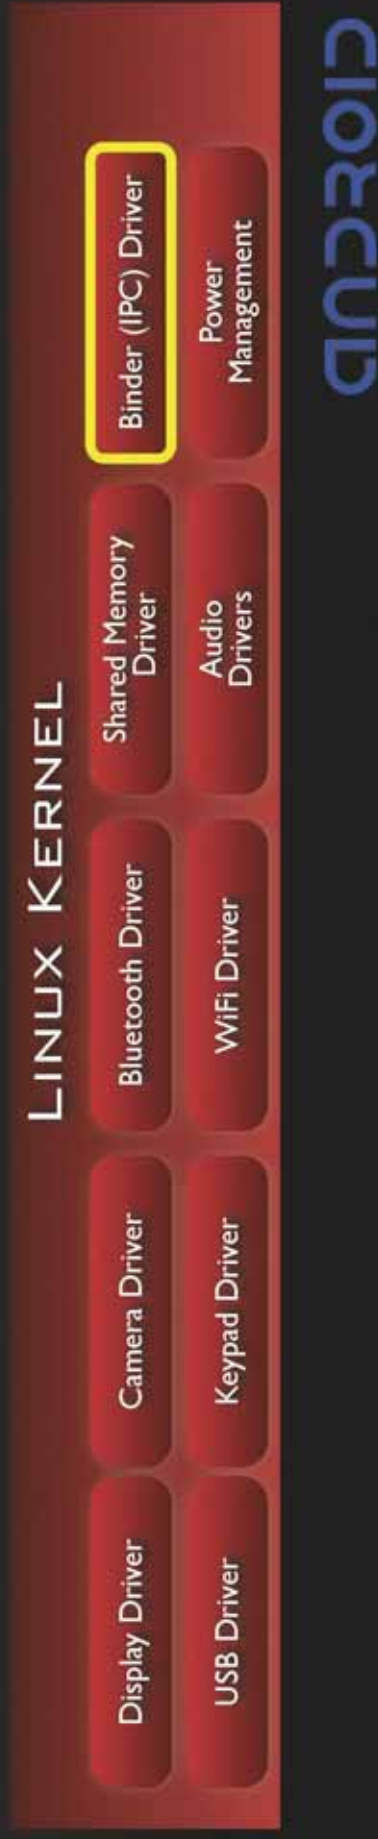 LINUX KERNEL
Display Driver
Camera Driver
Bluetooth Driver
Shared Memory
Driver
Binder (IPC) Driver
USB Driver
Keypad Driver
WiFi Driver
Audio
Drivers
Power
Management
ANDROID